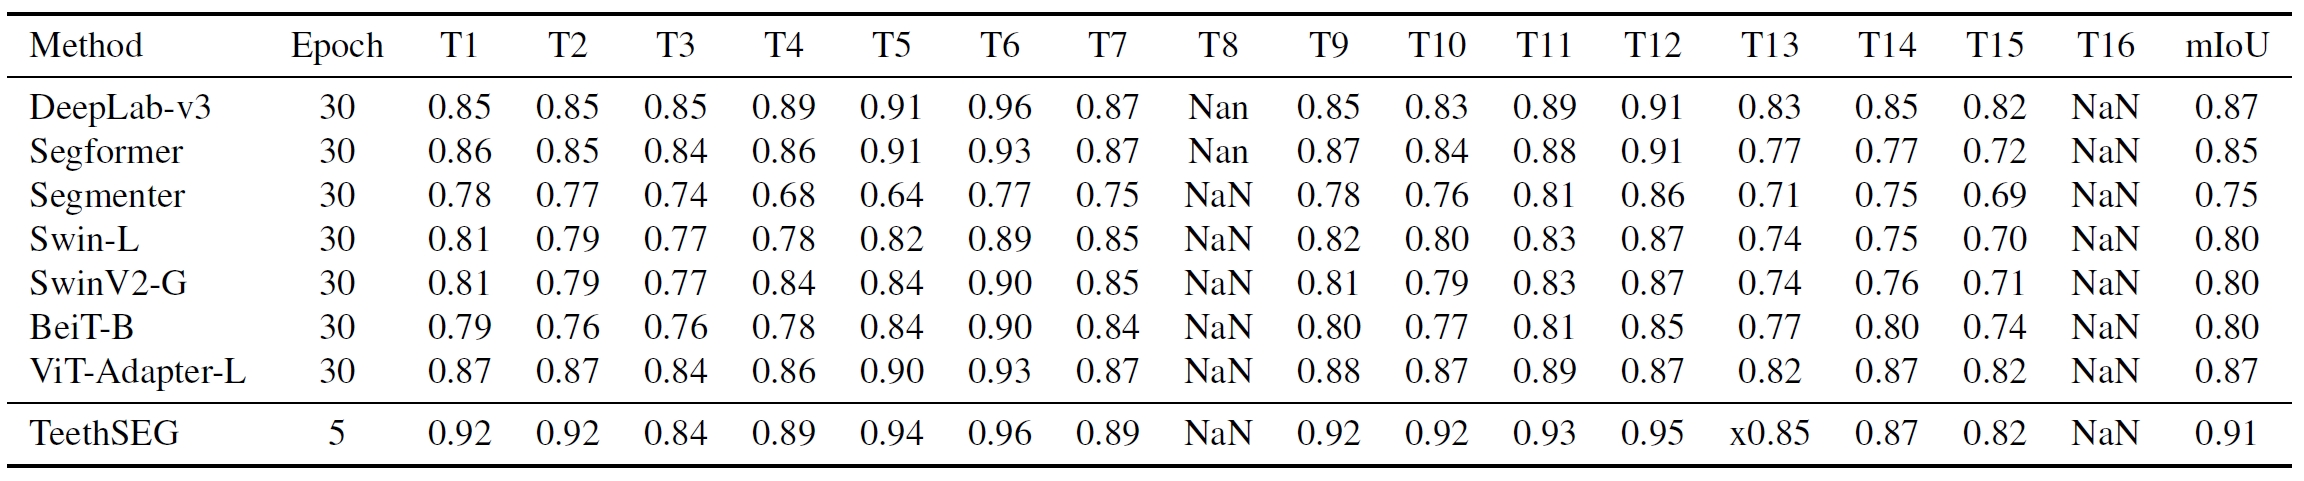 Method Epoch T1 T2 T3 T4 T5 T6 T7 T8 T9 T10 T11 T12 T13 T14 T15 T16 mIoU
DeepLab-v3 30 0.85 0.85 0.85 0.89 0.91 0.96 0.87 Nan 0.85 0.83 0.89 0.91 0.83 0.85 0.82 NaN 0.87
Segformer 30 0.86 0.85 0.84 0.86 0.91 0.93 0.87 Nan 0.87 0.84 0.88 0.91 0.77 0.77 0.72 NaN 0.85
Segmenter 30 0.78 0.77 0.74 0.68 0.64 0.77 0.75 NaN 0.78 0.76 0.81 0.86 0.71 0.75 0.69 NaN 0.75
Swin-L 30 0.81 0.79 0.77 0.78 0.82 0.89 0.85 NaN 0.82 0.80 0.83 0.87 0.74 0.75 0.70 NaN 0.80
SwinV2-G 30 0.81 0.79 0.77 0.84 0.84 0.90 0.85 NaN 0.81 0.79 0.83 0.87 0.74 0.76 0.71 NaN 0.80
BeiT-B 30 0.79 0.76 0.76 0.78 0.84 0.90 0.84 NaN 0.80 0.77 0.81 0.85 0.77 0.80 0.74 NaN 0.80
ViT-Adapter-L 30 0.87 0.87 0.84 0.86 0.90 0.93 0.87 NaN 0.88 0.87 0.89 0.87 0.82 0.87 0.82 NaN 0.87
TeethSEG 5 0.92 0.92 0.84 0.89 0.94 0.96 0.89 NaN 0.92 0.92 0.93 0.95 x0.85 0.87 0.82 NaN 0.91